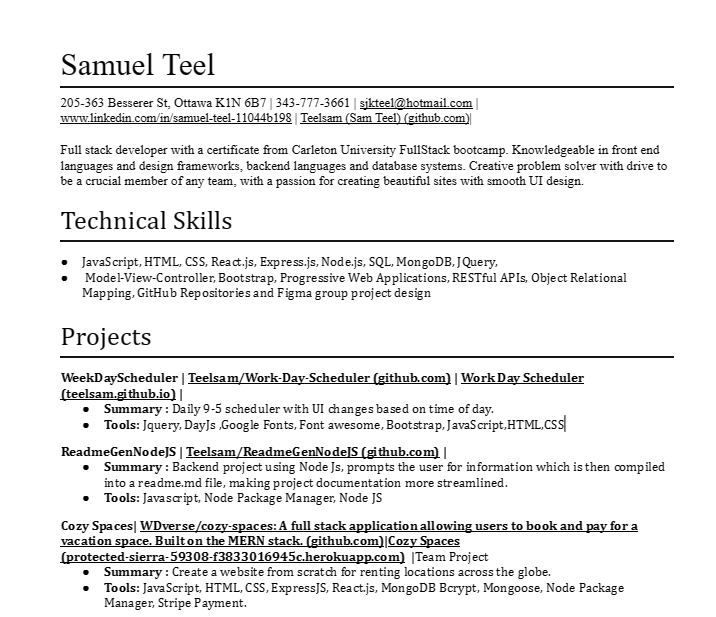 Samuel Teel
205-363 Besserer St, Ottawa K1N 6B7 | 343-777-3661 | sjkteel@hotmail.com |
www.linkedin.com/in/samuel-teel-11044b198 | Teelsam (Sam Teel) (github.com)|
Full stack developer with a certificate from Carleton University FullStack bootcamp. Knowledgeable in front end
languages and design frameworks, backend languages and database systems. Creative problem solver with drive to
be a crucial member of any team, with a passion for creating beautiful sites with smooth UI design.
Technical Skills
● JavaScript, HTML, CSS, React.js, Express.js, Node.js, SQL, MongoDB, JQuery,
● Model-View-Controller, Bootstrap, Progressive Web Applications, RESTful APIs, Object Relational
Mapping, GitHub Repositories and Figma group project design
Projects
WeekDayScheduler | Teelsam/Work-Day-Scheduler (github.com) | Work Day Scheduler
(teelsam.github.io) |
● Summary : Daily 9-5 scheduler with UI changes based on time of day.
● Tools: Jquery, DayJs ,Google Fonts, Font awesome, Bootstrap, JavaScript,HTML,CSS
ReadmeGenNodeJS | Teelsam/ReadmeGenNodeJS (github.com) |
● Summary : Backend project using Node Js, prompts the user for information which is then compiled
into a readme.md file, making project documentation more streamlined.
● Tools: Javascript, Node Package Manager, Node JS
Cozy Spaces| WDverse/cozy-spaces: A full stack application allowing users to book and pay for a
vacation space. Built on the MERN stack. (github.com)|Cozy Spaces
(protected-sierra-59308-f3833016945c.herokuapp.com) |Team Project
● Summary : Create a website from scratch for renting locations across the globe.
● Tools: JavaScript, HTML, CSS, ExpressJS, React.js, MongoDB Bcrypt, Mongoose, Node Package
Manager, Stripe Payment.